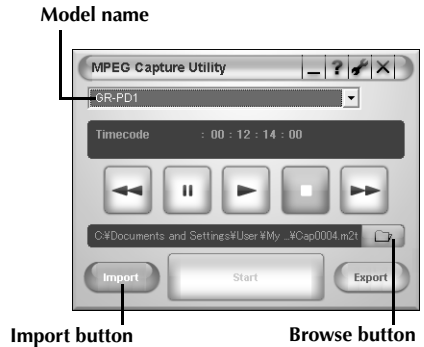 Model name
MPEG Capture Utility
GR-PD1
Timecode : 00 : 12 : 14 : 00
C:¥Documents and Settings¥User¥My _..¥Cap0004.m2t
Import Start Export
Import button Browse button